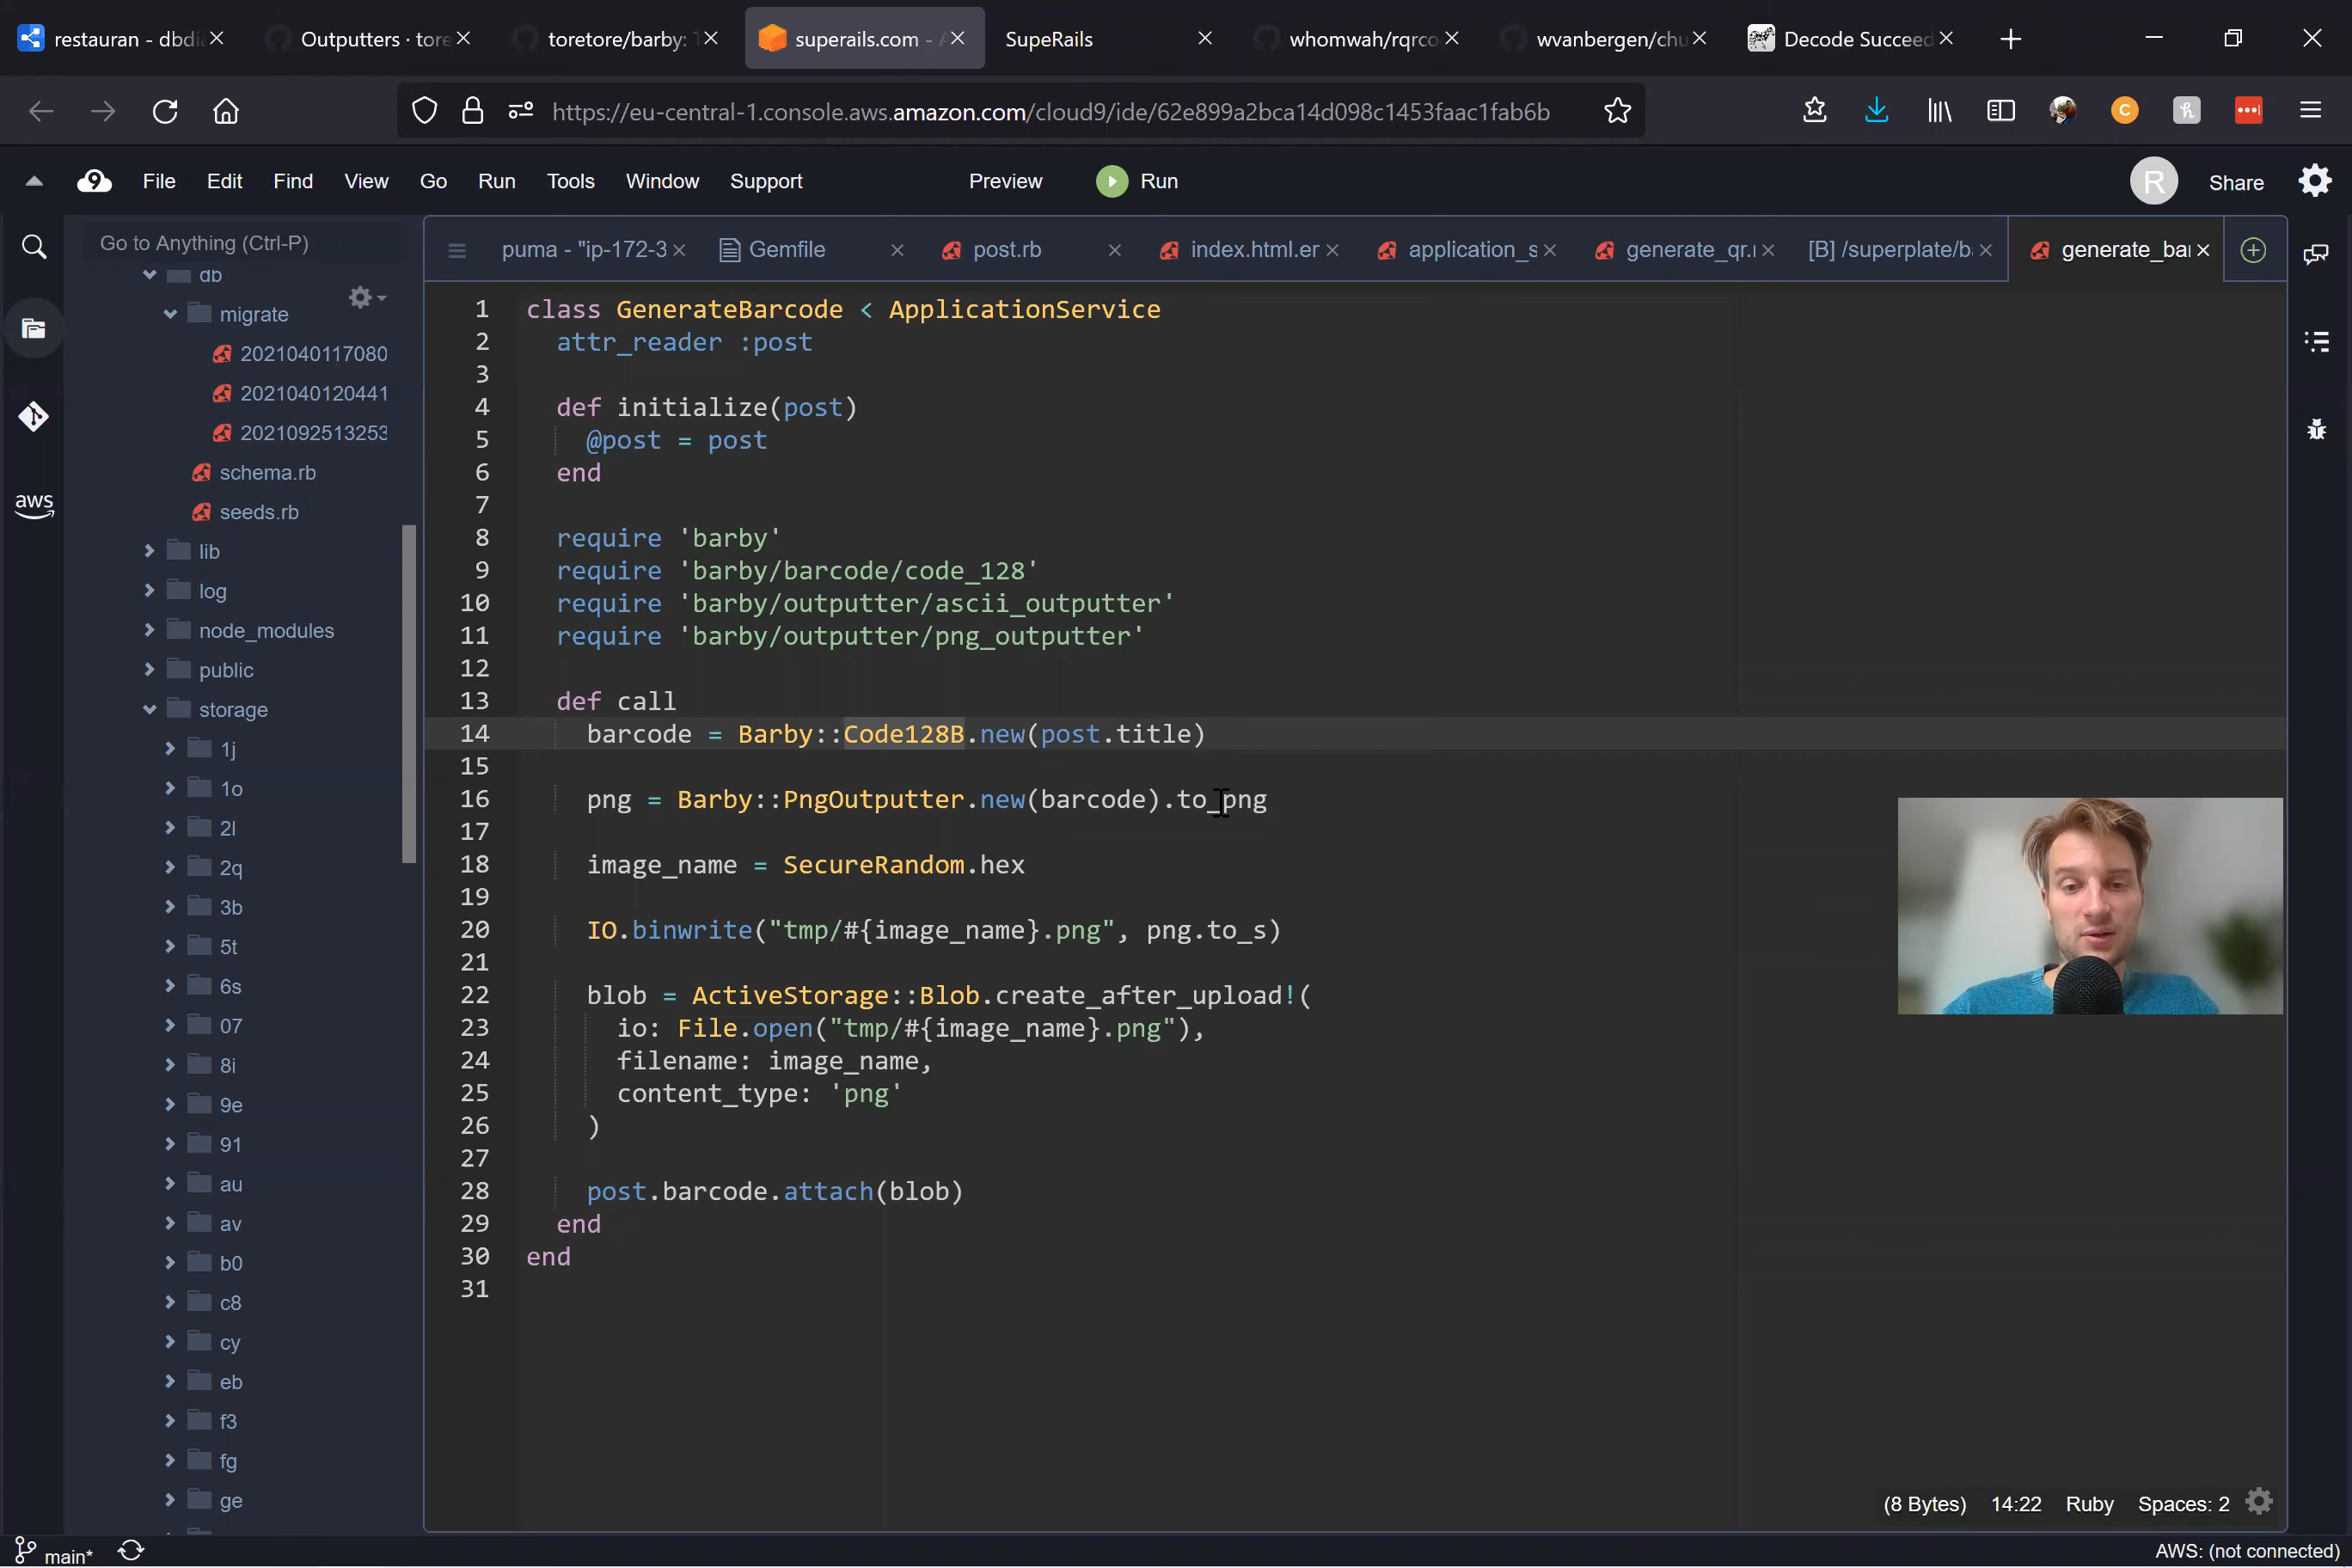 restauran - dbdi
Outputters · tore
toretore/barby: T
superails.com - A
SupeRails
whomwah/rqrco
wvanbergen/chu
Decode Succeed
https://eu-central-1.console.aws.amazon.com/cloud9/ide/62e899a2bca14d098c1453faac1fab6b
9 File Edit Find View Go Run Tools Window Support Preview Run R Share
Go to Anything (Ctrl-P)
puma - "ip-172-3
Gemfile
post.rb
index.html.er
application_s
generate_qr.r
[B] /superplate/b
generate_bar
db
migrate
2021040117080
2021040120441
2021092513253
schema.rb
seeds.rb
lib
log
node_modules
public
storage
1j
1o
2l
2q
3b
5t
6s
07
8i
9e
91
au
av
b0
c8
cy
eb
f3
fg
ge
aws
1 class GenerateBarcode < ApplicationService
2 attr_reader :post
3
4 def initialize(post)
5 @post = post
6 end
7
8 require 'barby'
9 require 'barby/barcode/code_128'
10 require 'barby/outputter/ascii_outputter'
11 require 'barby/outputter/png_outputter'
12
13 def call
14 barcode = Barby::Code128B.new(post.title)
15
16 png = Barby::PngOutputter.new(barcode).to_png
17
18 image_name = SecureRandom.hex
19
20 IO.binwrite("tmp/#{image_name}.png", png.to_s)
21
22 blob = ActiveStorage::Blob.create_after_upload!(
23 io: File.open("tmp/#{image_name}.png"),
24 filename: image_name,
25 content_type: 'png'
26 )
27
28 post.barcode.attach(blob)
29 end
30 end
31
(8 Bytes) 14:22 Ruby Spaces: 2
main* AWS: (not connected)